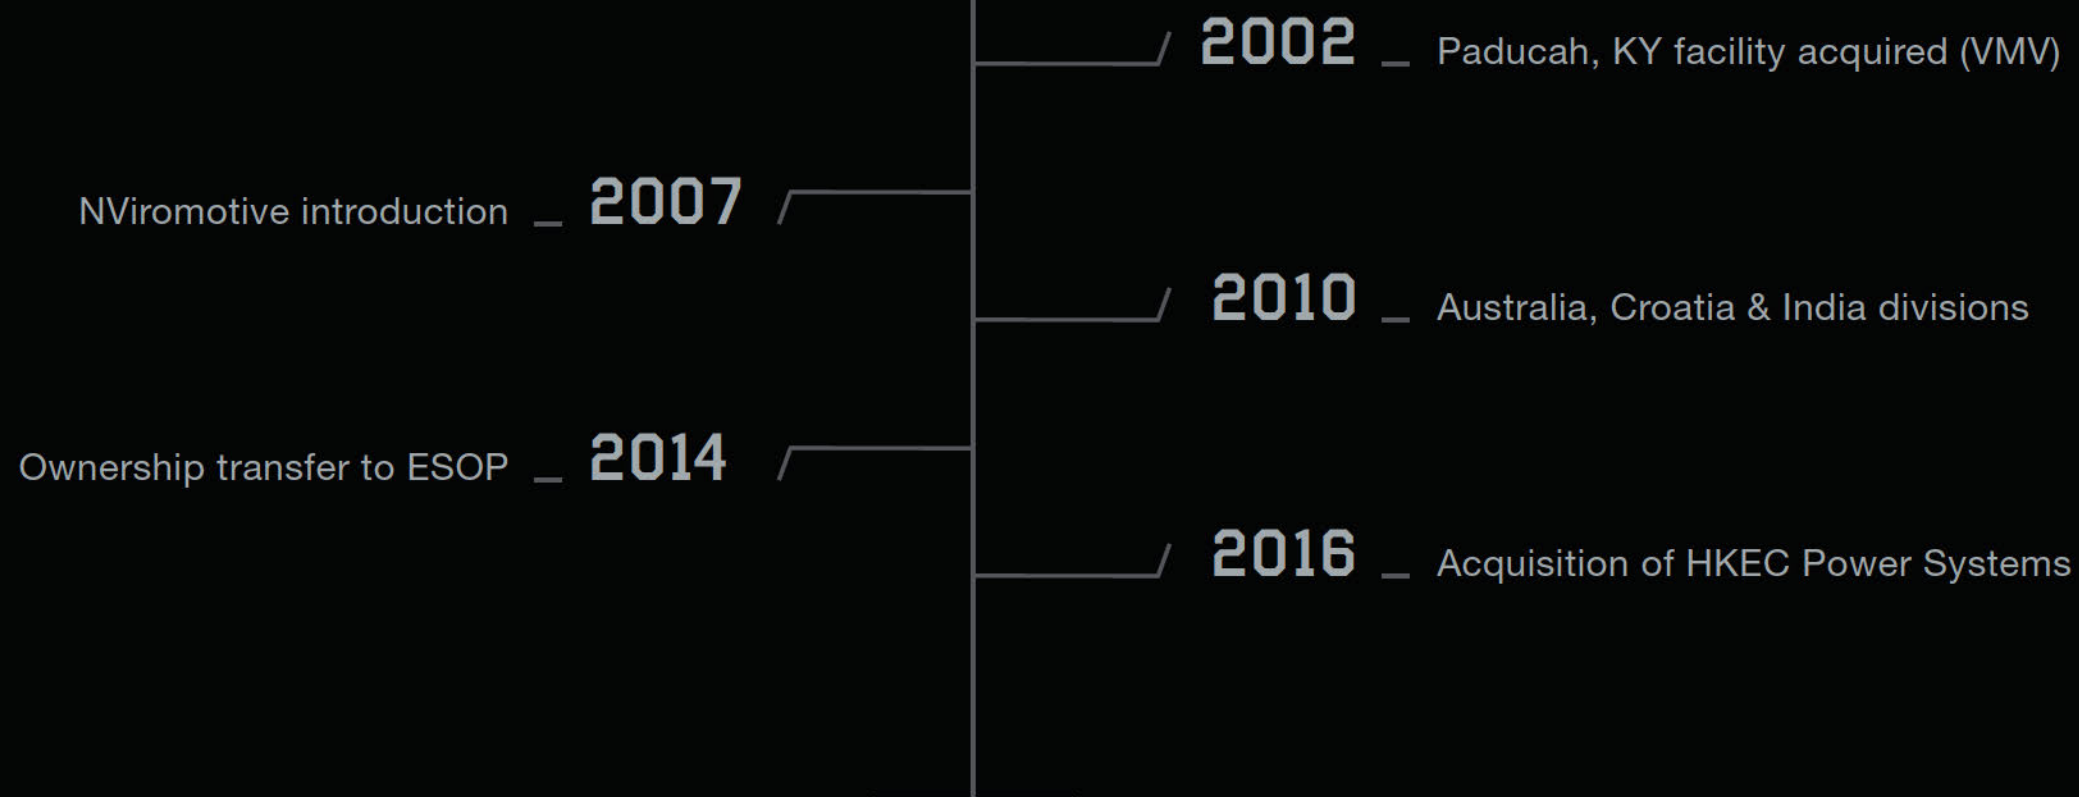 2002 _ Paducah, KY facility acquired (VMV)
NViromotive introduction _ 2007
2010 _ Australia, Croatia & India divisions
Ownership transfer to ESOP _ 2014
2016 _ Acquisition of HKEC Power Systems